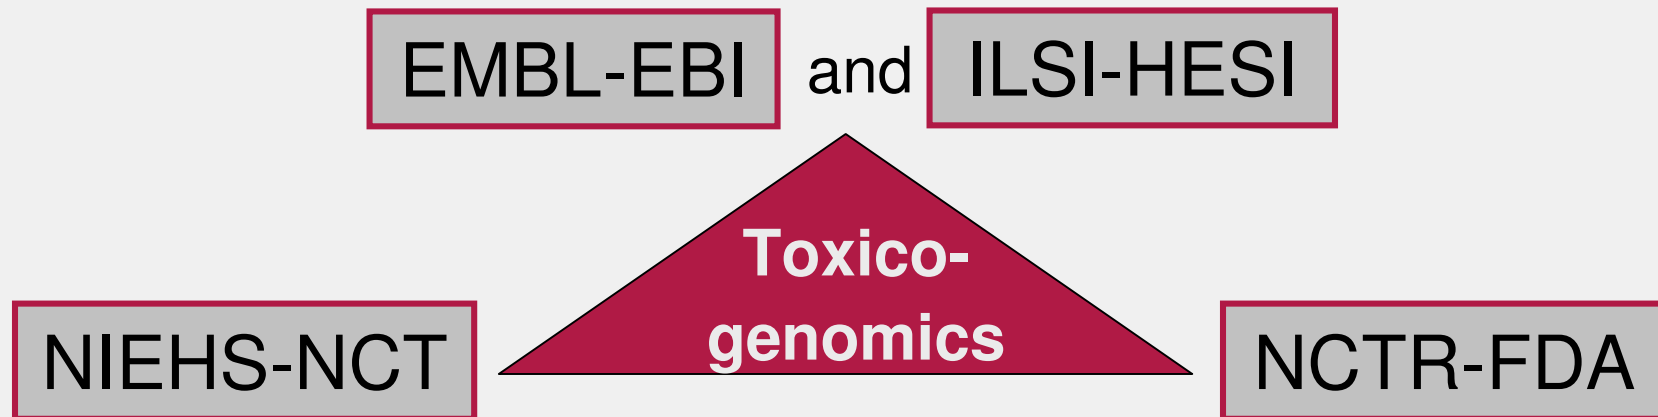 EMBL-EBI and ILSI-HESI
Toxico-
genomics
NIEHS-NCT NCTR-FDA